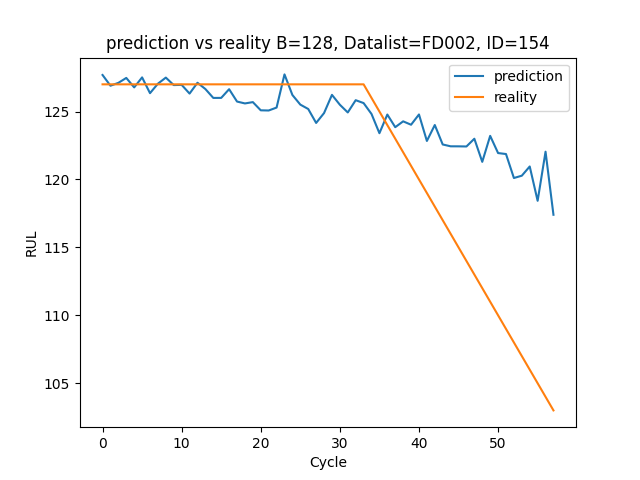 prediction vs reality B=128, Datalist=FD002, ID=154
prediction
reality
125
120
115
110
105
RUL
0 10 20 30 40 50
Cycle